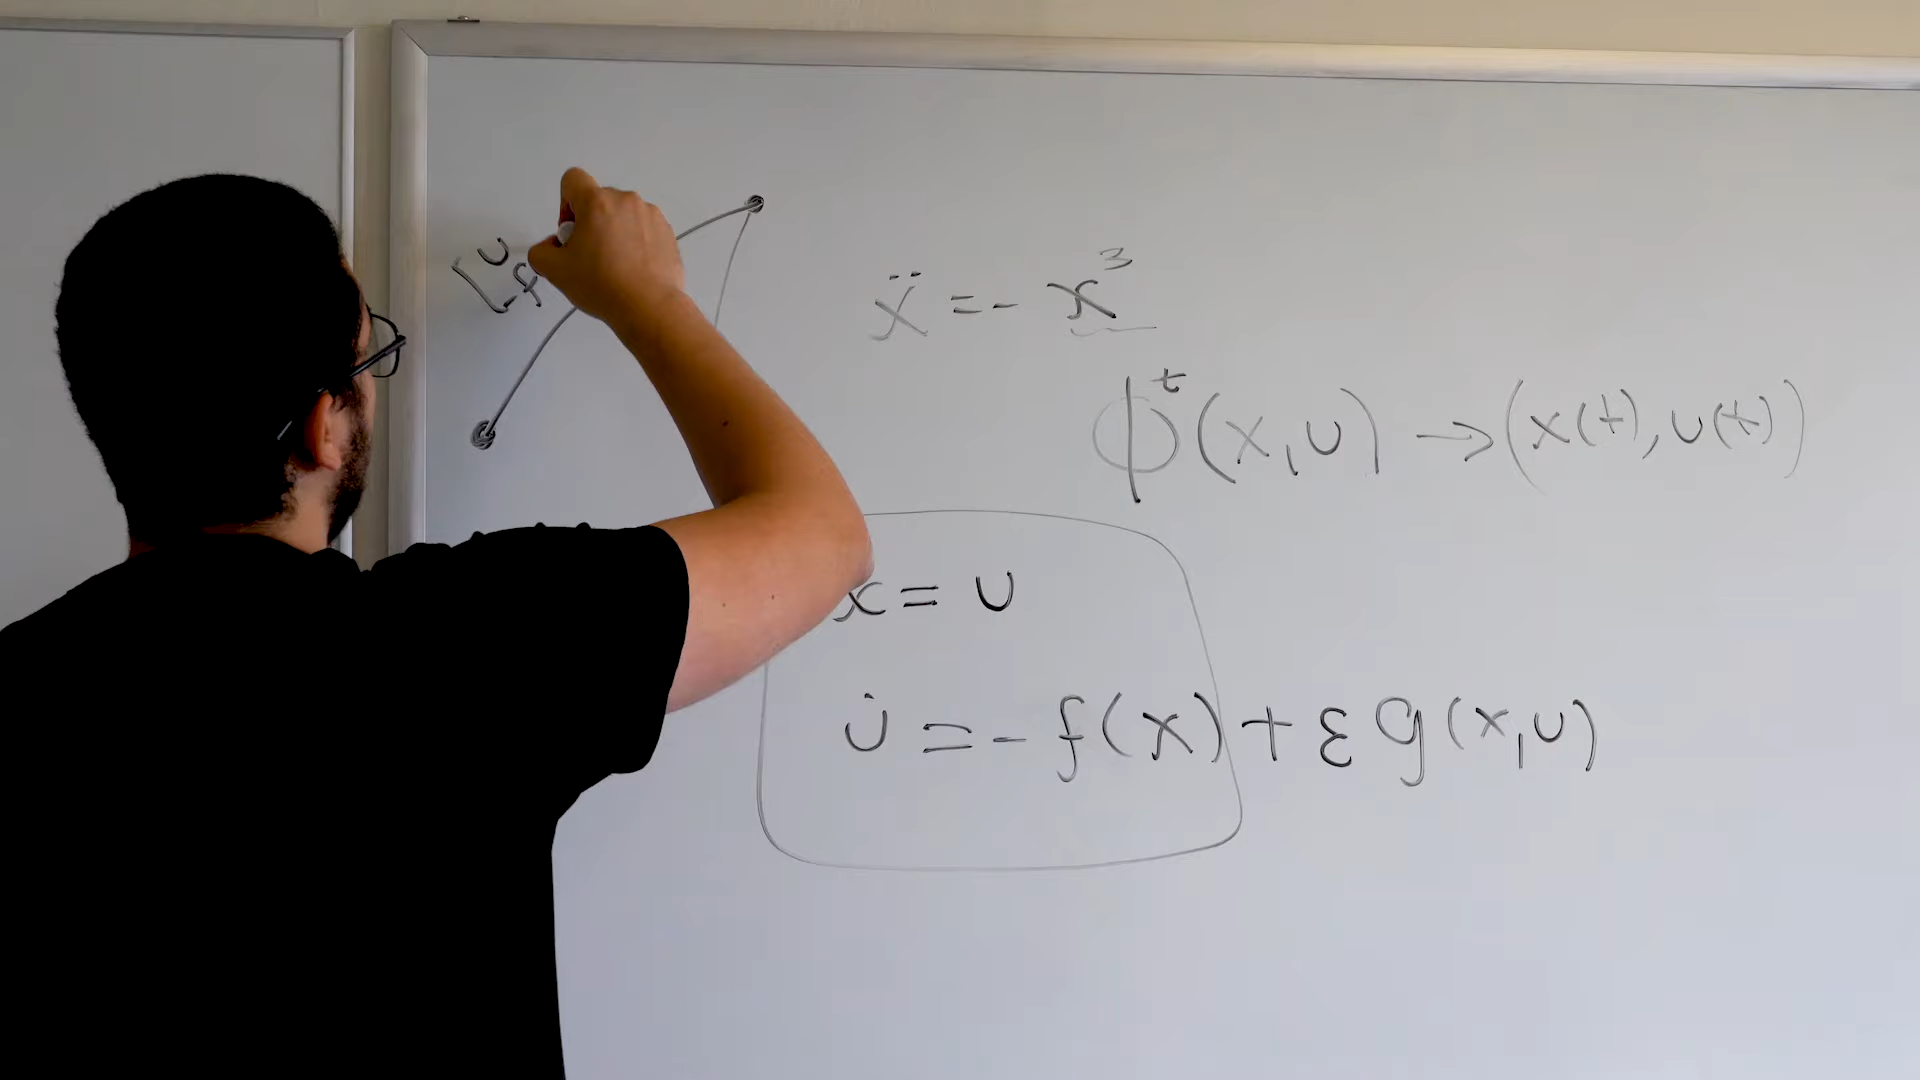 [υ -f
ẍ = - x³
ϕᵗ(x,υ) → (x(t), υ(t))
x = υ
υ̇ = - f(x) + ε g(x,υ)